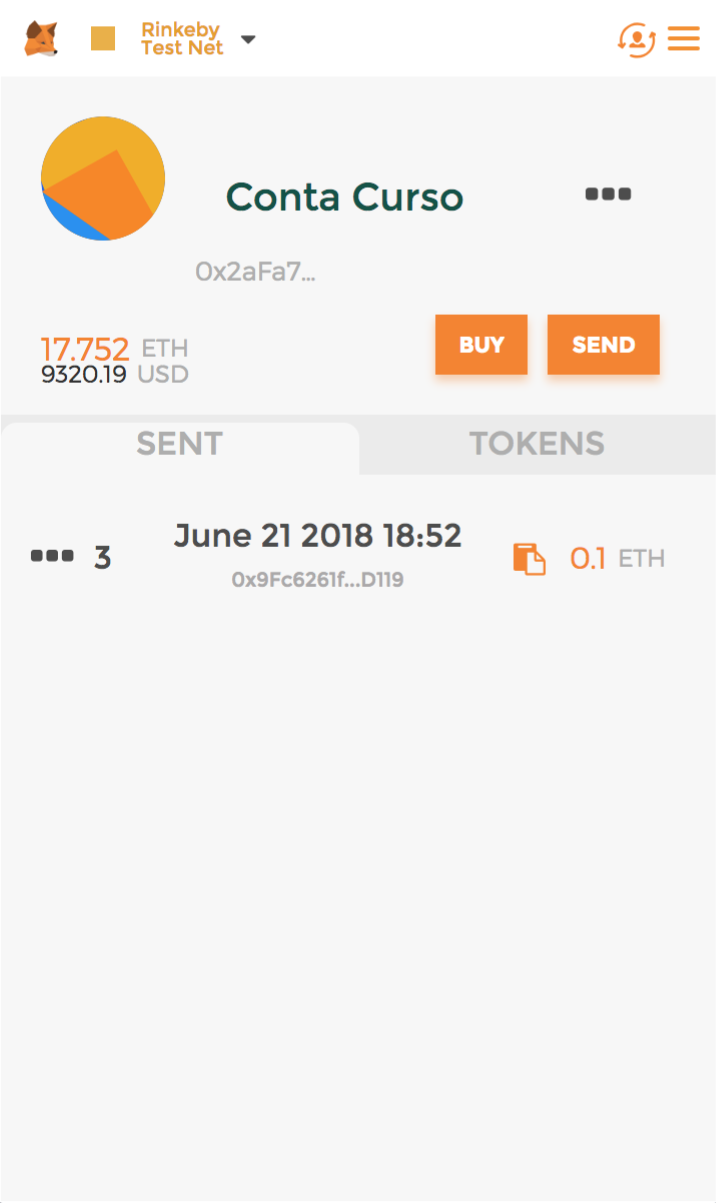 Rinkeby
Test Net
Conta Curso
0x2aFa7...
17.752 ETH
9320.19 USD
BUY
SEND
SENT
TOKENS
3
June 21 2018 18:52
0x9Fc6261f...D119
0.1 ETH